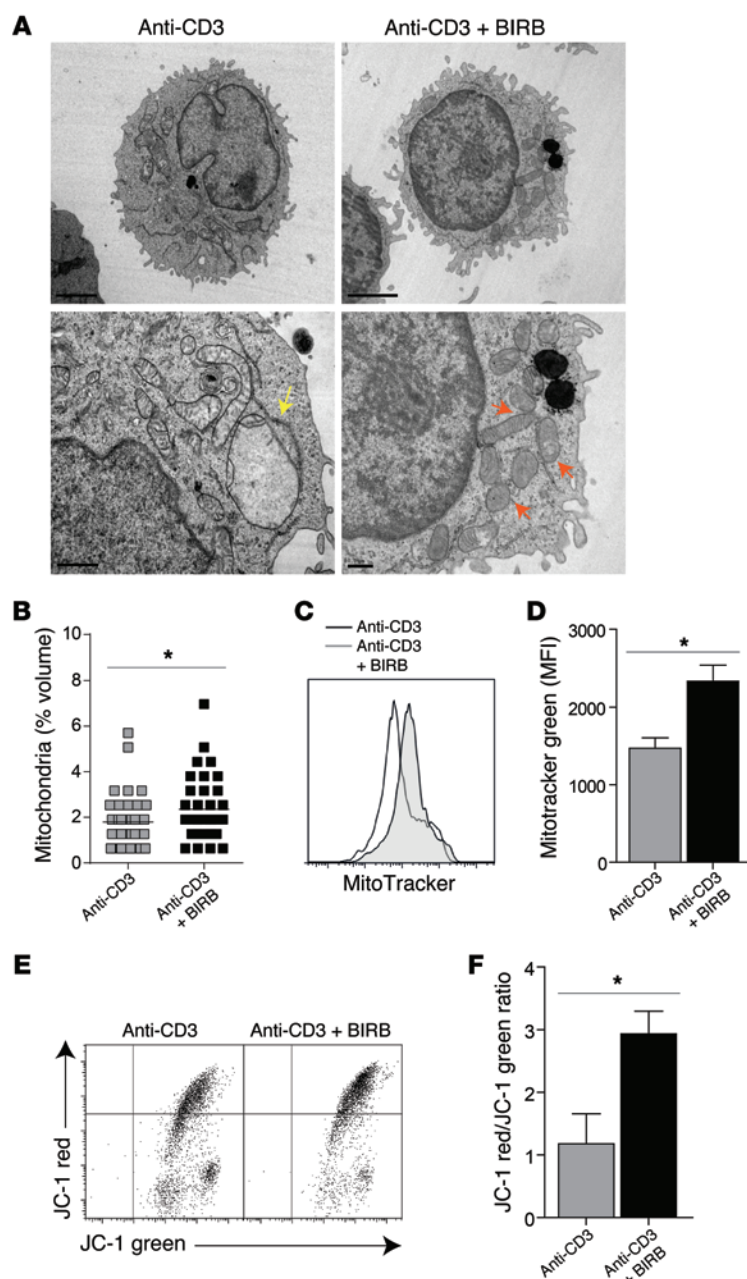 A
Anti-CD3
Anti-CD3 + BIRB
B
Mitochondria (% volume)
10
8
6
4
2
0
*
Anti-CD3
Anti-CD3
+ BIRB
C
Anti-CD3
Anti-CD3
+ BIRB
MitoTracker
D
Mitotracker green (MFI)
3000
2000
1000
0
*
Anti-CD3
Anti-CD3
+ BIRB
E
Anti-CD3
Anti-CD3 + BIRB
JC-1 red
JC-1 green
F
JC-1 red/JC-1 green ratio
4
3
2
1
0
*
Anti-CD3
Anti-CD3
+ BIRB